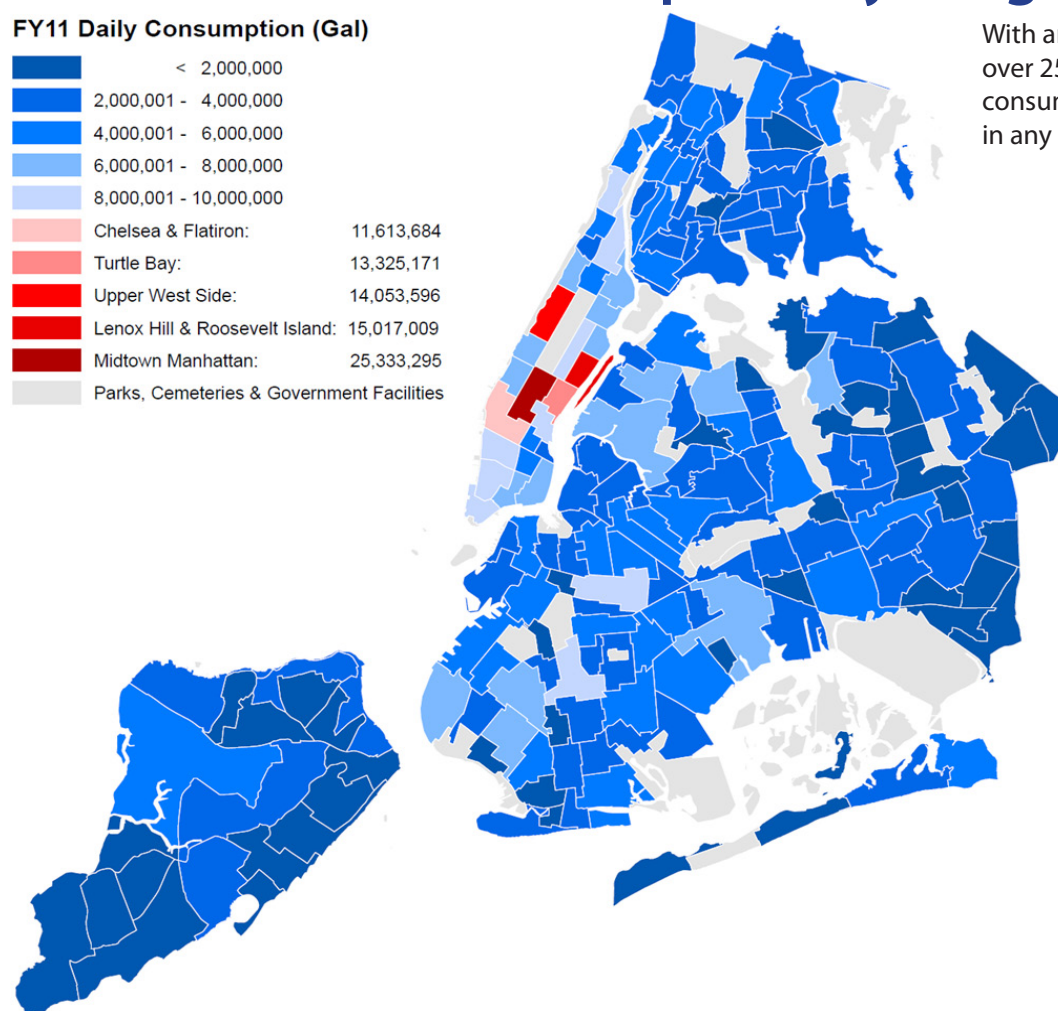 FY11 Daily Consumption (Gal)
< 2,000,000
2,000,001 - 4,000,000
4,000,001 - 6,000,000
6,000,001 - 8,000,000
8,000,001 - 10,000,000
Chelsea & Flatiron: 11,613,684
Turtle Bay: 13,325,171
Upper West Side: 14,053,596
Lenox Hill & Roosevelt Island: 15,017,009
Midtown Manhattan: 25,333,295
Parks, Cemeteries & Government Facilities
over 25
in any